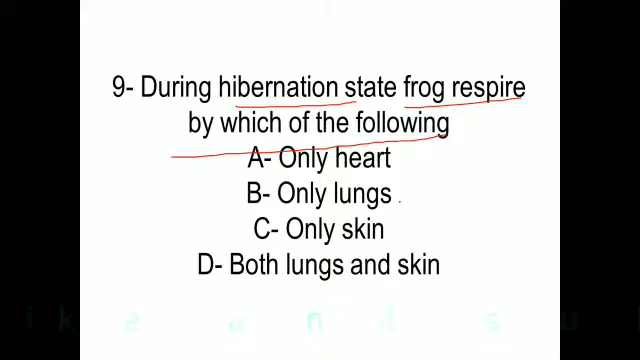 9- During hibernation state frog respire
by which of the following
A- Only heart
B- Only lungs
C- Only skin
D- Both lungs and skin
i k e a n d s u